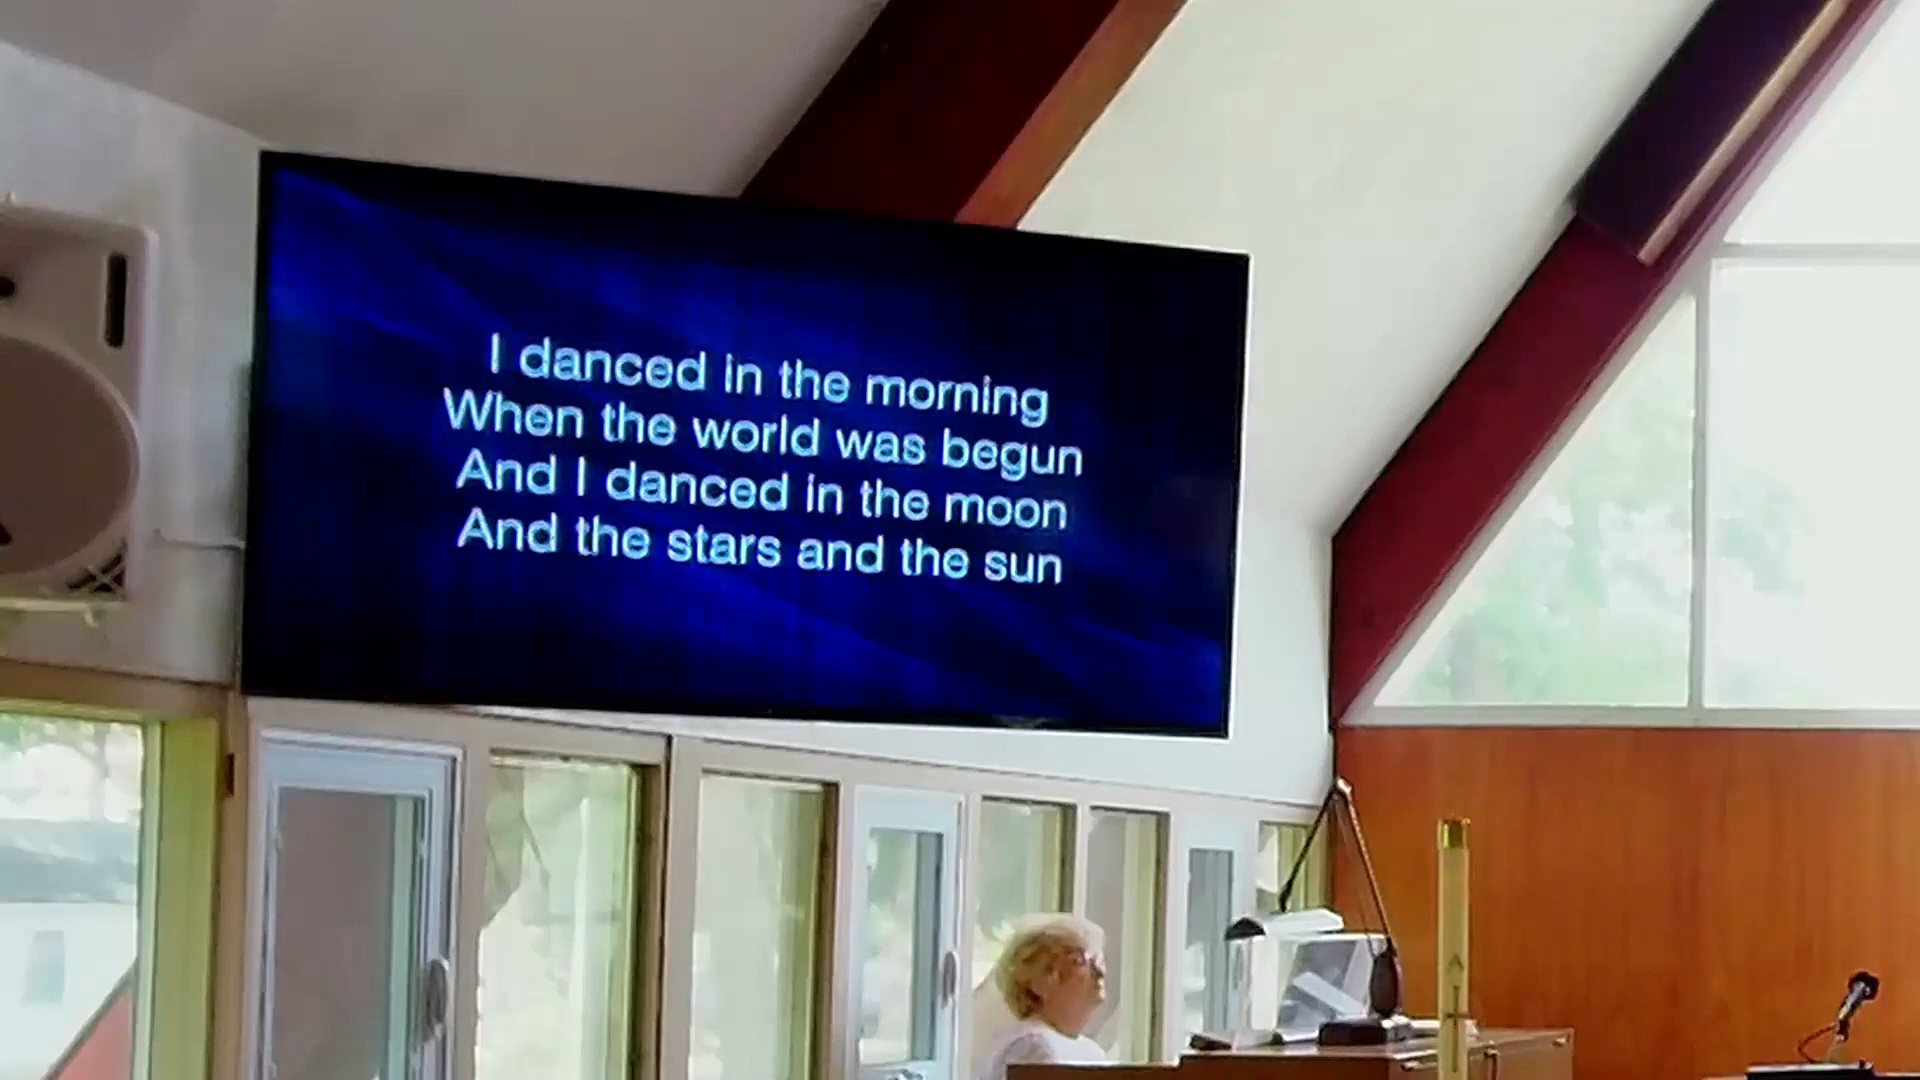 I danced in the morning
When the world was begun
And I danced in the moon
And the stars and the sun